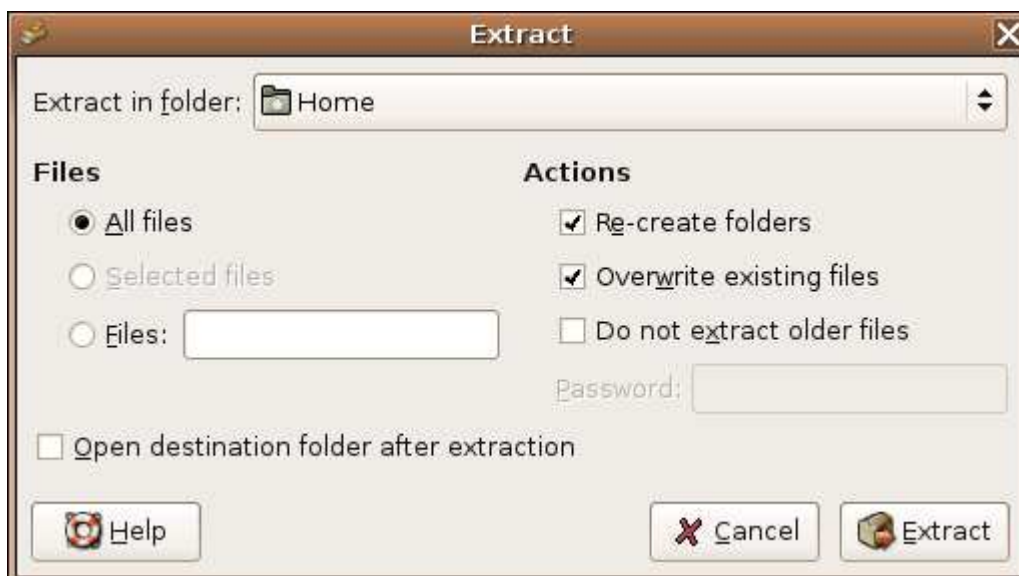 Extract
Extract in folder: Home
Files
All files
Selected files
Files:
Actions
Re-create folders
Overwrite existing files
Do not extract older files
Password:
Open destination folder after extraction
Help
Cancel
Extract